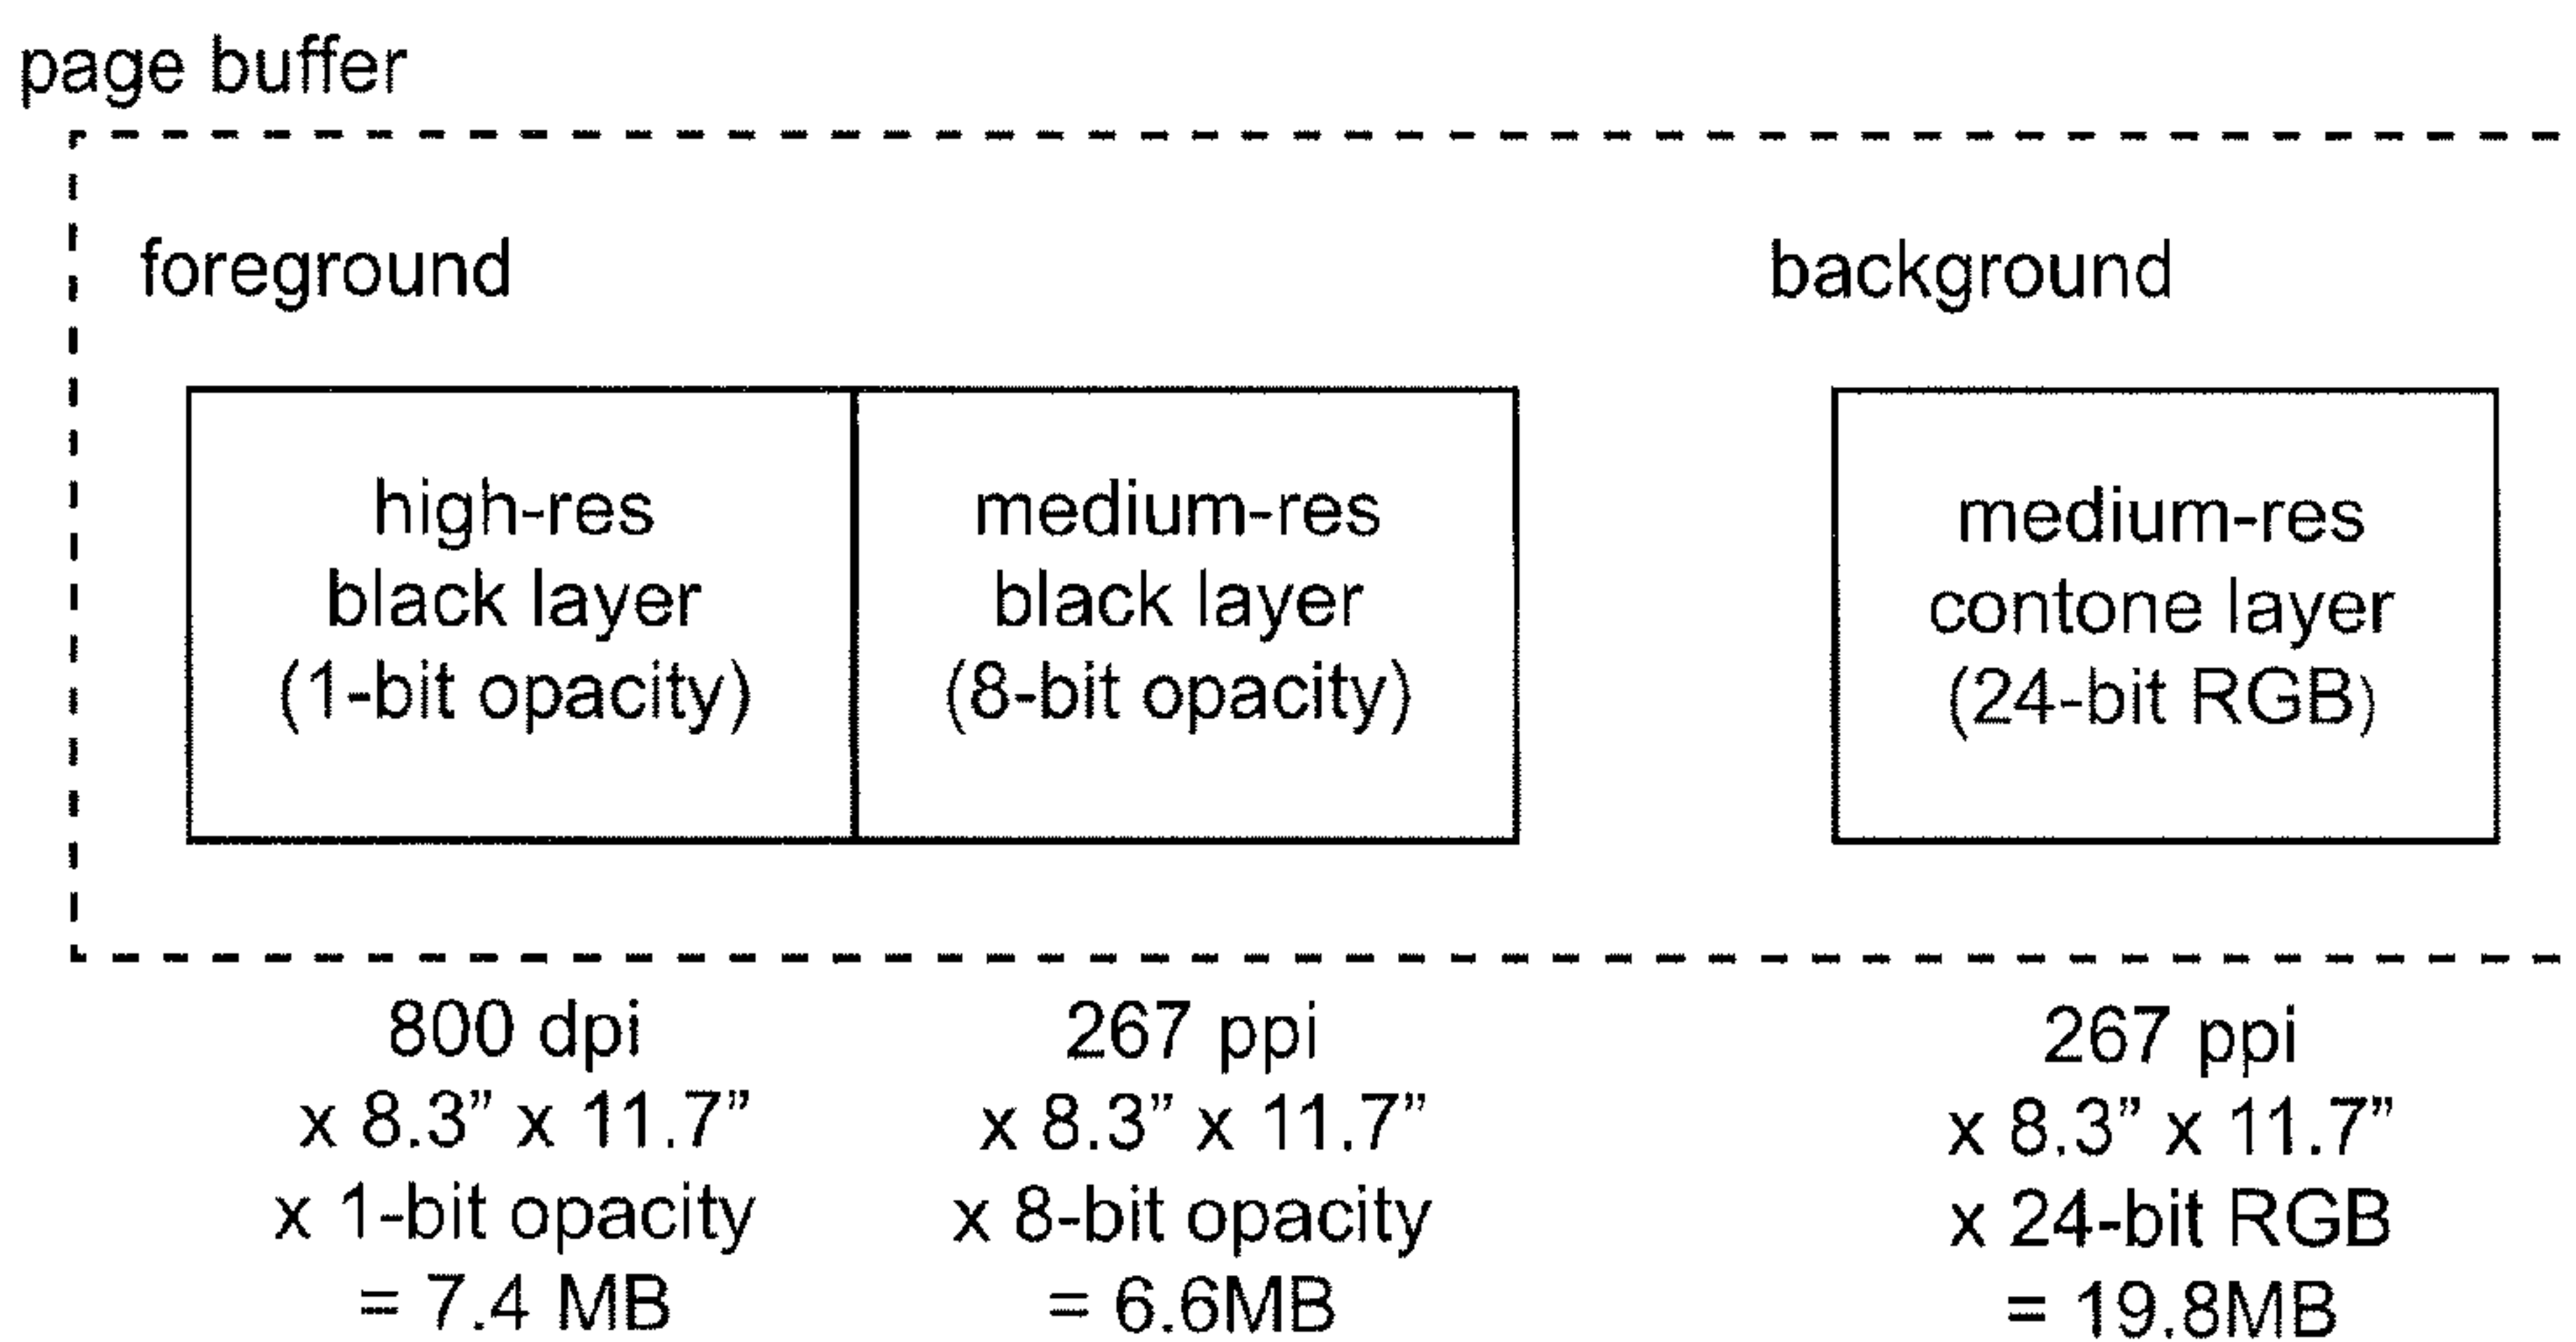 page buffer
foreground
high-res
black layer
(1-bit opacity)
medium-res
black layer
(8-bit opacity)
background
medium-res
contone layer
(24-bit RGB)
800 dpi
x 8.3” x 11.7”
x 1-bit opacity
= 7.4 MB
267 ppi
x 8.3” x 11.7”
x 8-bit opacity
= 6.6MB
267 ppi
x 8.3” x 11.7”
x 24-bit RGB
= 19.8MB